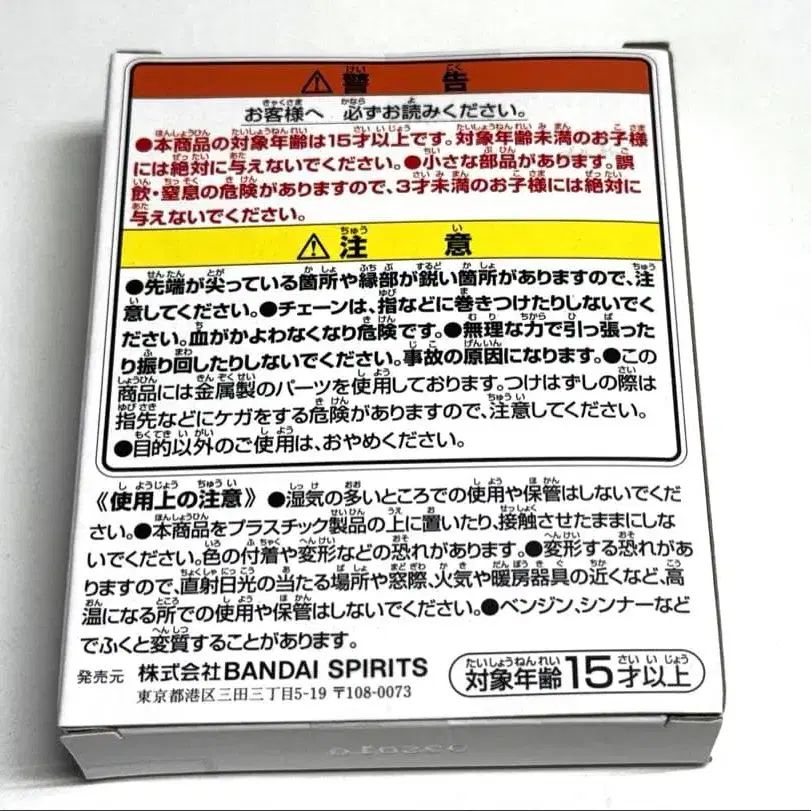 ⚠警告
お客様へ 必ずお読みください。
●本商品の対象年齢は15才以上です。対象年齢未満のお子様
には絶対に与えないでください。●小さな部品があります。誤
飲・窒息の危険がありますので、3才未満のお子様には絶対に
与えないでください。
⚠注意
●先端が尖っている箇所や縁部が鋭い箇所がありますので、注
意してください。●チェーンは、指などに巻きつけたりしないでく
ださい。血がかよわなくなり危険です。●無理な力で引っ張った
り振り回したりしないでください。事故の原因になります。●この
商品には金属製のパーツを使用しております。つけはずしの際は
指先などにケガをする危険がありますので、注意してください。
●目的以外のご使用は、おやめください。
《使用上の注意》●湿気の多いところでの使用や保管はしないでくだ
さい。●本商品をプラスチック製品の上に置いたり、接触させたままにしな
いでください。色の付着や変形などの恐れがあります。●変形する恐れがあ
りますので、直射日光の当たる場所や窓際、火気や暖房器具の近くなど、高
温になる所での使用や保管はしないでください。●ベンジン、シンナーなど
でふくと変質することがあります。
発売元 株式会社BANDAI SPIRITS
東京都港区三田三丁目5-19 〒108-0073
対象年齢15才以上